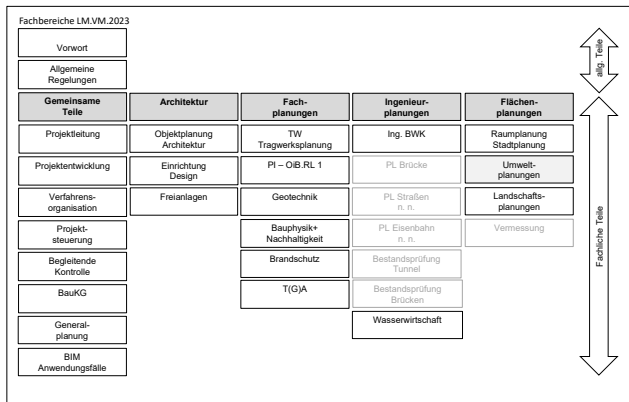 Fachbereiche LM.VM.2023
Vorwort
Allgemeine
Regelungen
allg. Teile
Gemeinsame
Teile
Architektur
Fach-
planungen
Ingenieur-
planungen
Flächen-
planungen
Projektleitung
Objektplanung
Architektur
TW
Tragwerksplanung
Ing. BWK
Raumplanung
Stadtplanung
Projektentwicklung
Einrichtung
Design
PI – OiB.RL 1
PL Brücke
Umwelt-
planungen
Verfahrens-
organisation
Freianlagen
Geotechnik
PL Straßen
n. n.
Landschafts-
planungen
Projekt-
steuerung
Bauphysik+
Nachhaltigkeit
PL Eisenbahn
n. n.
Vermessung
Begleitende
Kontrolle
Brandschutz
Bestandsprüfung
Tunnel
BauKG
T(G)A
Bestandsprüfung
Brücken
General-
planung
Wasserwirtschaft
BIM
Anwendungsfälle
Fachliche Teile